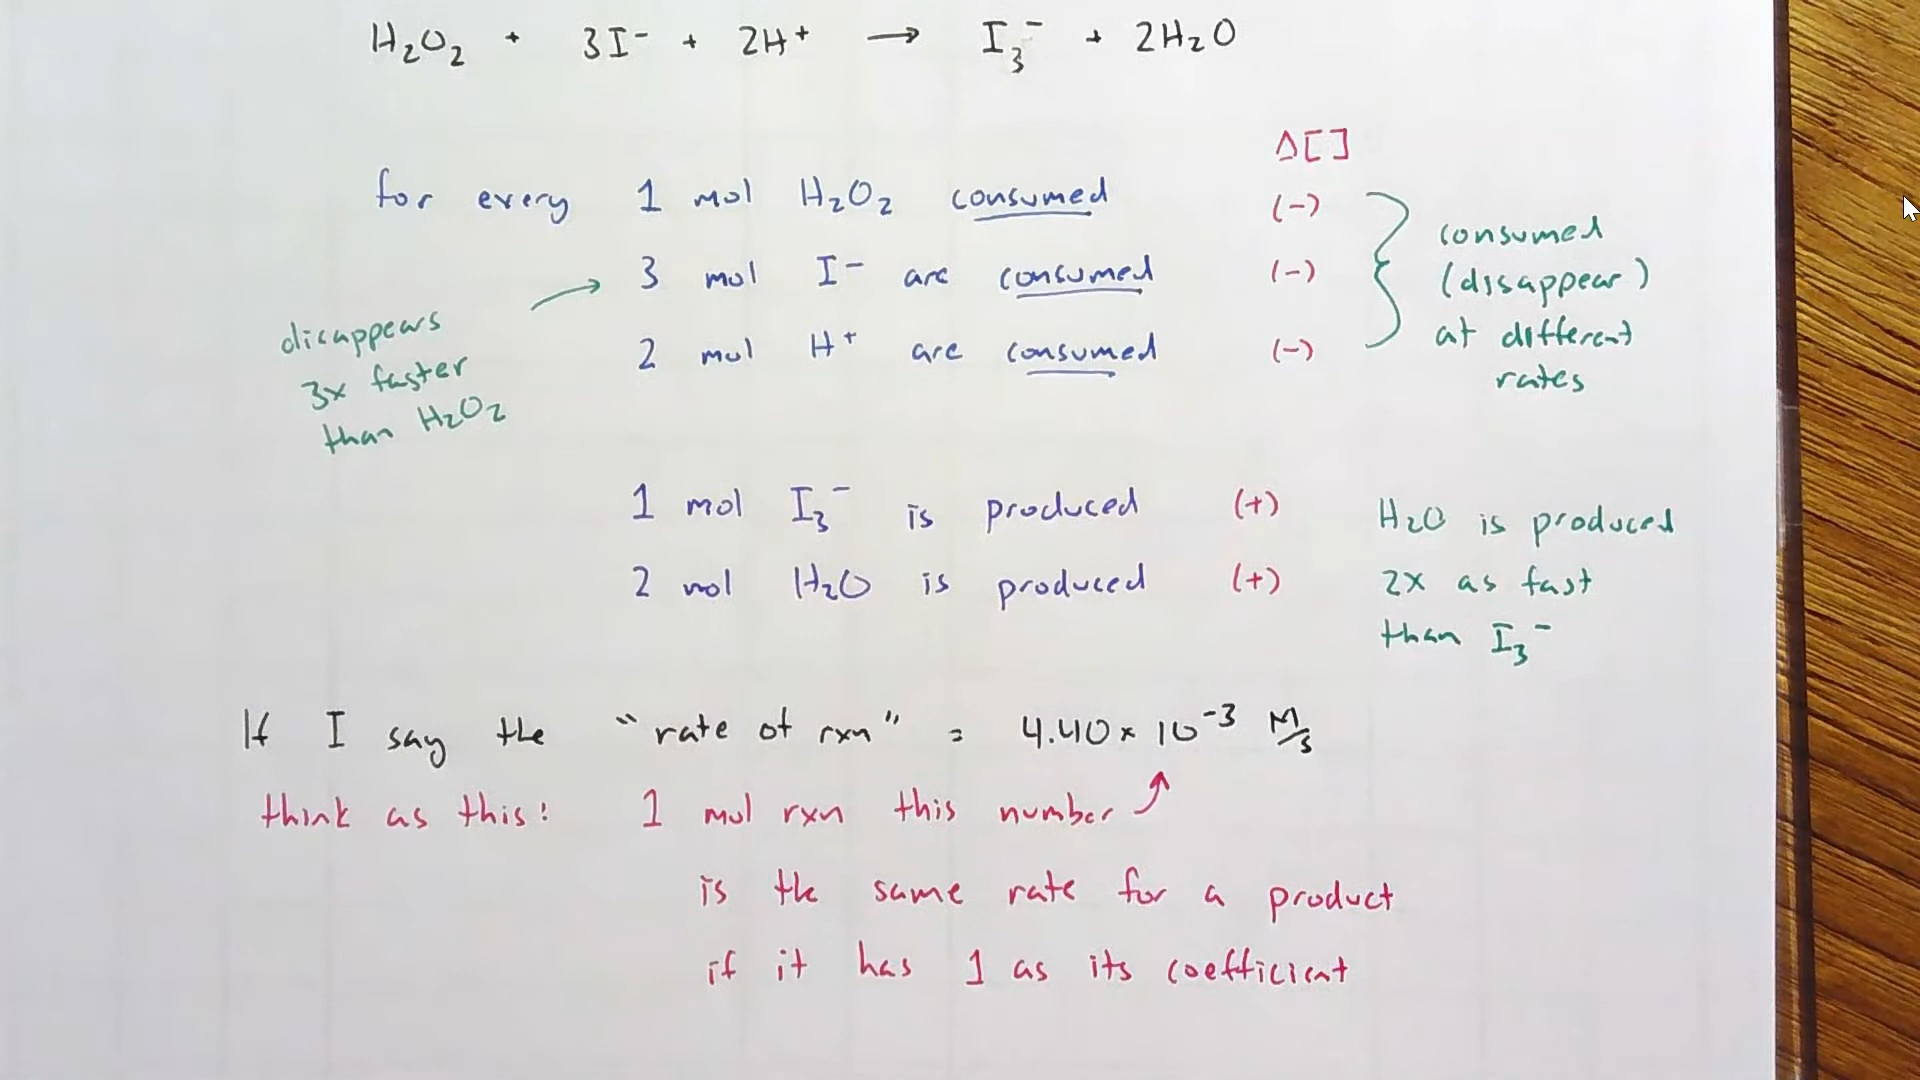 H₂O₂ + 3I⁻ + 2H⁺ → I₃⁻ + 2H₂O
Δ[]
for every 1 mol H₂O₂ consumed (-)
3 mol I⁻ are consumed (-)
2 mol H⁺ are consumed (-)
consumed
(disappear)
at different
rates
disappears
3x faster
than H₂O₂
1 mol I₃⁻ is produced (+)
2 mol H₂O is produced (+)
H₂O is produced
2x as fast
than I₃⁻
If I say the "rate of rxn" = 4.40 × 10⁻³ M/s
think as this: 1 mol rxn this number
is the same rate for a product
if it has 1 as its coefficient